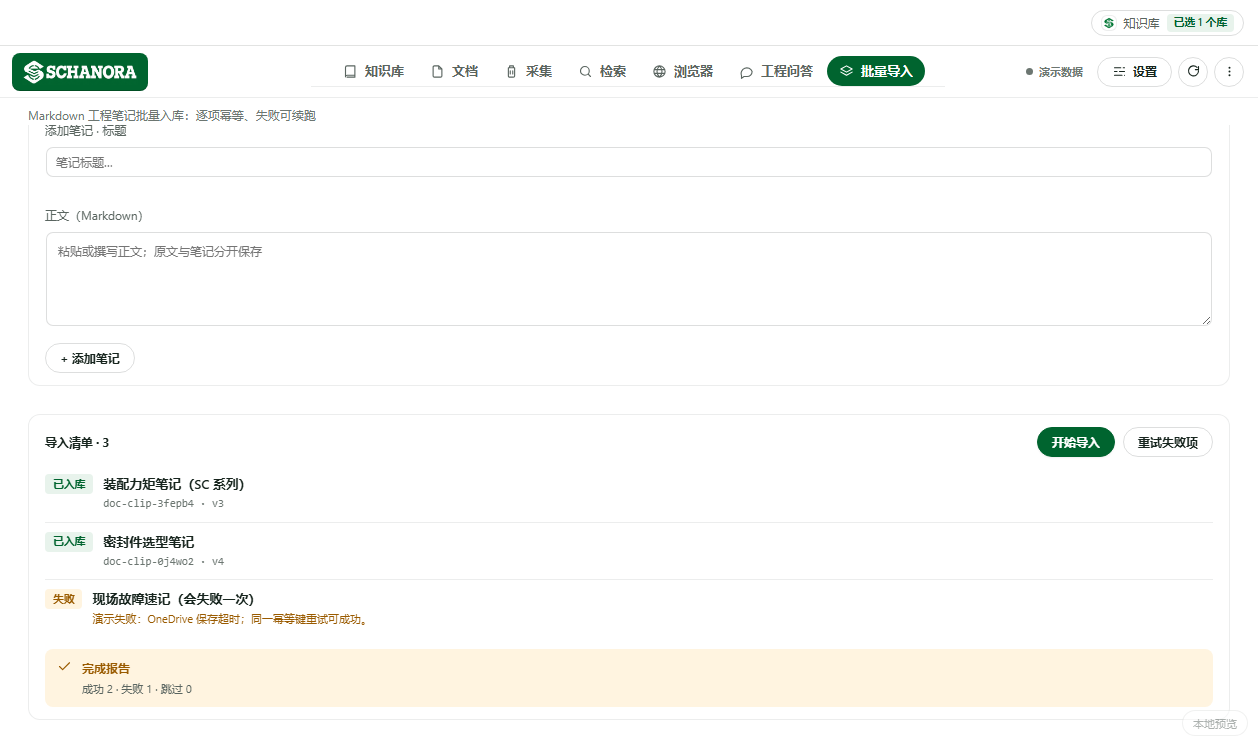 知识库 已选 1 个库
SCHANORA 知识库 文档 采集 检索 浏览器 工程问答 批量导入 演示数据 设置
Markdown 工程笔记批量入库：逐项幂等、失败可续跑
添加笔记 · 标题
笔记标题...
正文（Markdown）
粘贴或撰写正文；原文与笔记分开保存
+ 添加笔记
导入清单 · 3 开始导入 重试失败项
已入库 装配力矩笔记（SC 系列）
doc-clip-3fepb4 · v3
已入库 密封件选型笔记
doc-clip-0j4wo2 · v4
失败 现场故障速记（会失败一次）
演示失败：OneDrive 保存超时；同一幂等键重试可成功。
完成报告
成功 2 · 失败 1 · 跳过 0
本地预览